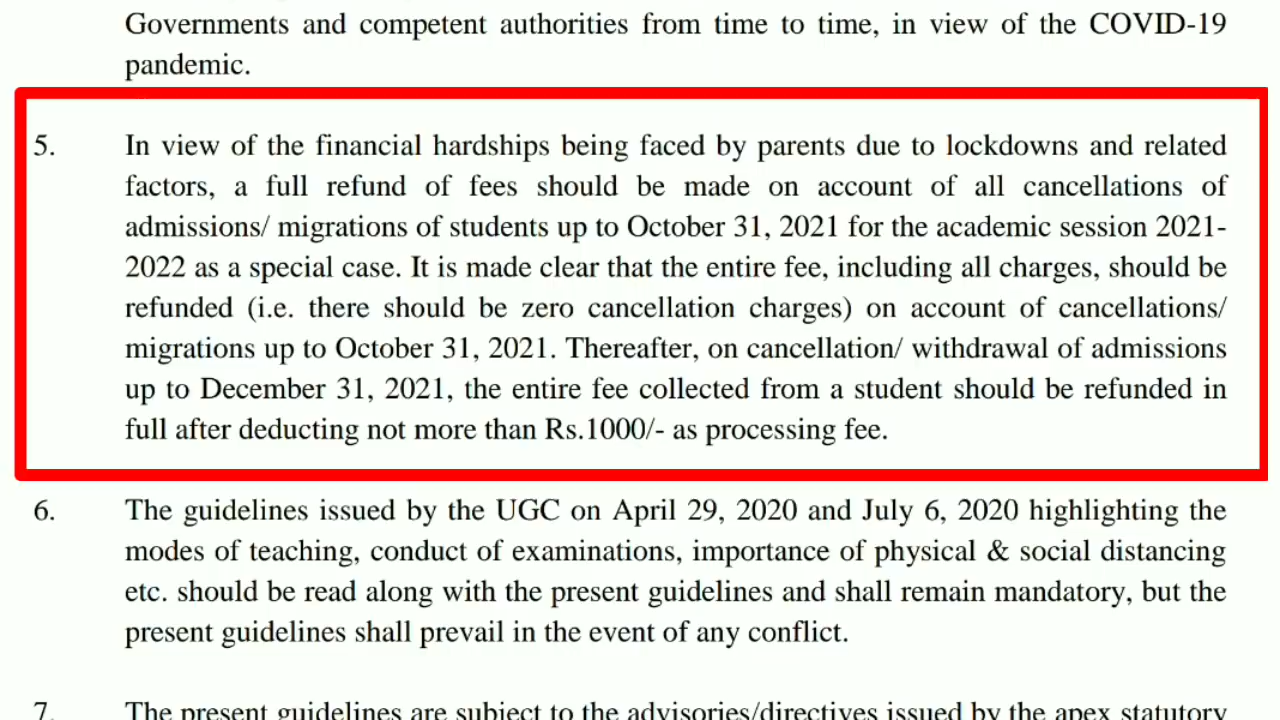 Governments and competent authorities from time to time, in view of the COVID-19
pandemic.
5. In view of the financial hardships being faced by parents due to lockdowns and related
factors, a full refund of fees should be made on account of all cancellations of
admissions/ migrations of students up to October 31, 2021 for the academic session 2021-
2022 as a special case. It is made clear that the entire fee, including all charges, should be
refunded (i.e. there should be zero cancellation charges) on account of cancellations/
migrations up to October 31, 2021. Thereafter, on cancellation/ withdrawal of admissions
up to December 31, 2021, the entire fee collected from a student should be refunded in
full after deducting not more than Rs.1000/- as processing fee.
6. The guidelines issued by the UGC on April 29, 2020 and July 6, 2020 highlighting the
modes of teaching, conduct of examinations, importance of physical & social distancing
etc. should be read along with the present guidelines and shall remain mandatory, but the
present guidelines shall prevail in the event of any conflict.
7. The present guidelines are subject to the advisories/directives issued by the apex statutory